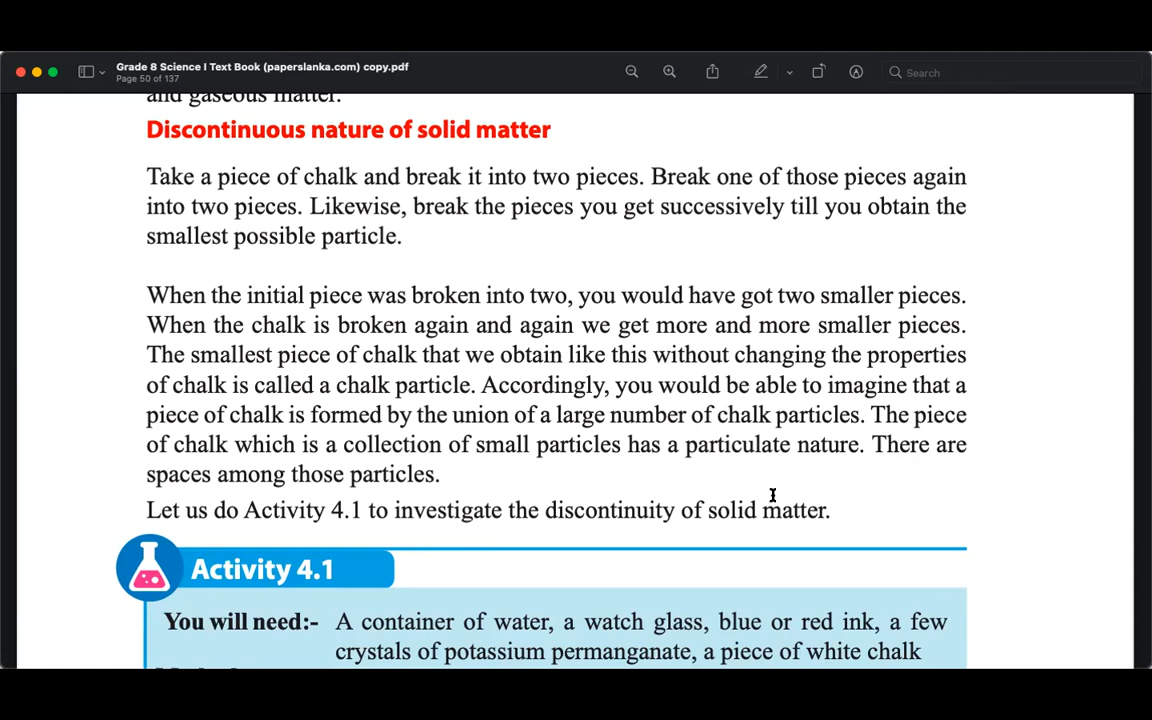 Grade 8 Science I Text Book (paperslanka.com) copy.pdf
Page 50 of 137
Search
and gaseous matter.
Discontinuous nature of solid matter
Take a piece of chalk and break it into two pieces. Break one of those pieces again
into two pieces. Likewise, break the pieces you get successively till you obtain the
smallest possible particle.
When the initial piece was broken into two, you would have got two smaller pieces.
When the chalk is broken again and again we get more and more smaller pieces.
The smallest piece of chalk that we obtain like this without changing the properties
of chalk is called a chalk particle. Accordingly, you would be able to imagine that a
piece of chalk is formed by the union of a large number of chalk particles. The piece
of chalk which is a collection of small particles has a particulate nature. There are
spaces among those particles.
Let us do Activity 4.1 to investigate the discontinuity of solid matter.
Activity 4.1
You will need:- A container of water, a watch glass, blue or red ink, a few
crystals of potassium permanganate, a piece of white chalk